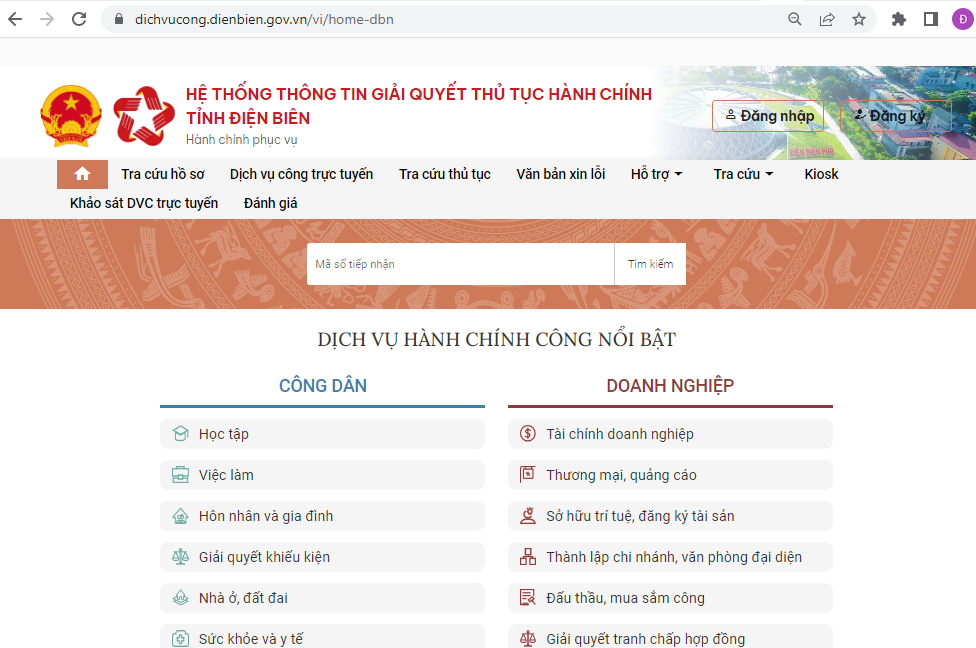 dichvucong.dienbien.gov.vn/vi/home-dbn
Đ
HỆ THỐNG THÔNG TIN GIẢI QUYẾT THỦ TỤC HÀNH CHÍNH
TỈNH ĐIỆN BIÊN
Hành chính phục vụ
Đăng nhập
Đăng ký
Tra cứu hồ sơ
Dịch vụ công trực tuyến
Tra cứu thủ tục
Văn bản xin lỗi
Hỗ trợ
Tra cứu
Kiosk
Khảo sát DVC trực tuyến
Đánh giá
Mã số tiếp nhận
Tìm kiếm
DỊCH VỤ HÀNH CHÍNH CÔNG NỔI BẬT
CÔNG DÂN
Học tập
Việc làm
Hôn nhân và gia đình
Giải quyết khiếu kiện
Nhà ở, đất đai
Sức khỏe và y tế
DOANH NGHIỆP
Tài chính doanh nghiệp
Thương mại, quảng cáo
Sở hữu trí tuệ, đăng ký tài sản
Thành lập chi nhánh, văn phòng đại diện
Đấu thầu, mua sắm công
Giải quyết tranh chấp hợp đồng